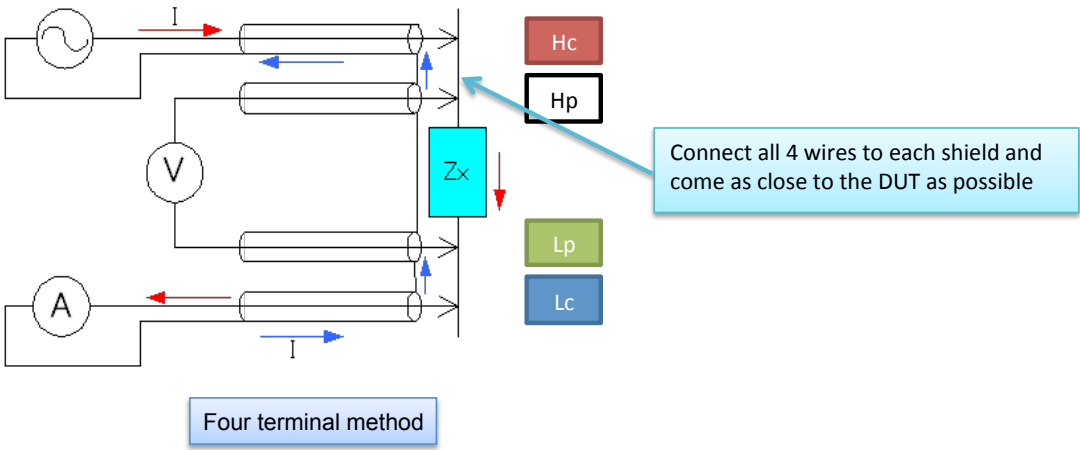 I
Hc
Hp
Connect all 4 wires to each shield and
come as close to the DUT as possible
V
Zx
Lp
A
Lc
I
Four terminal method